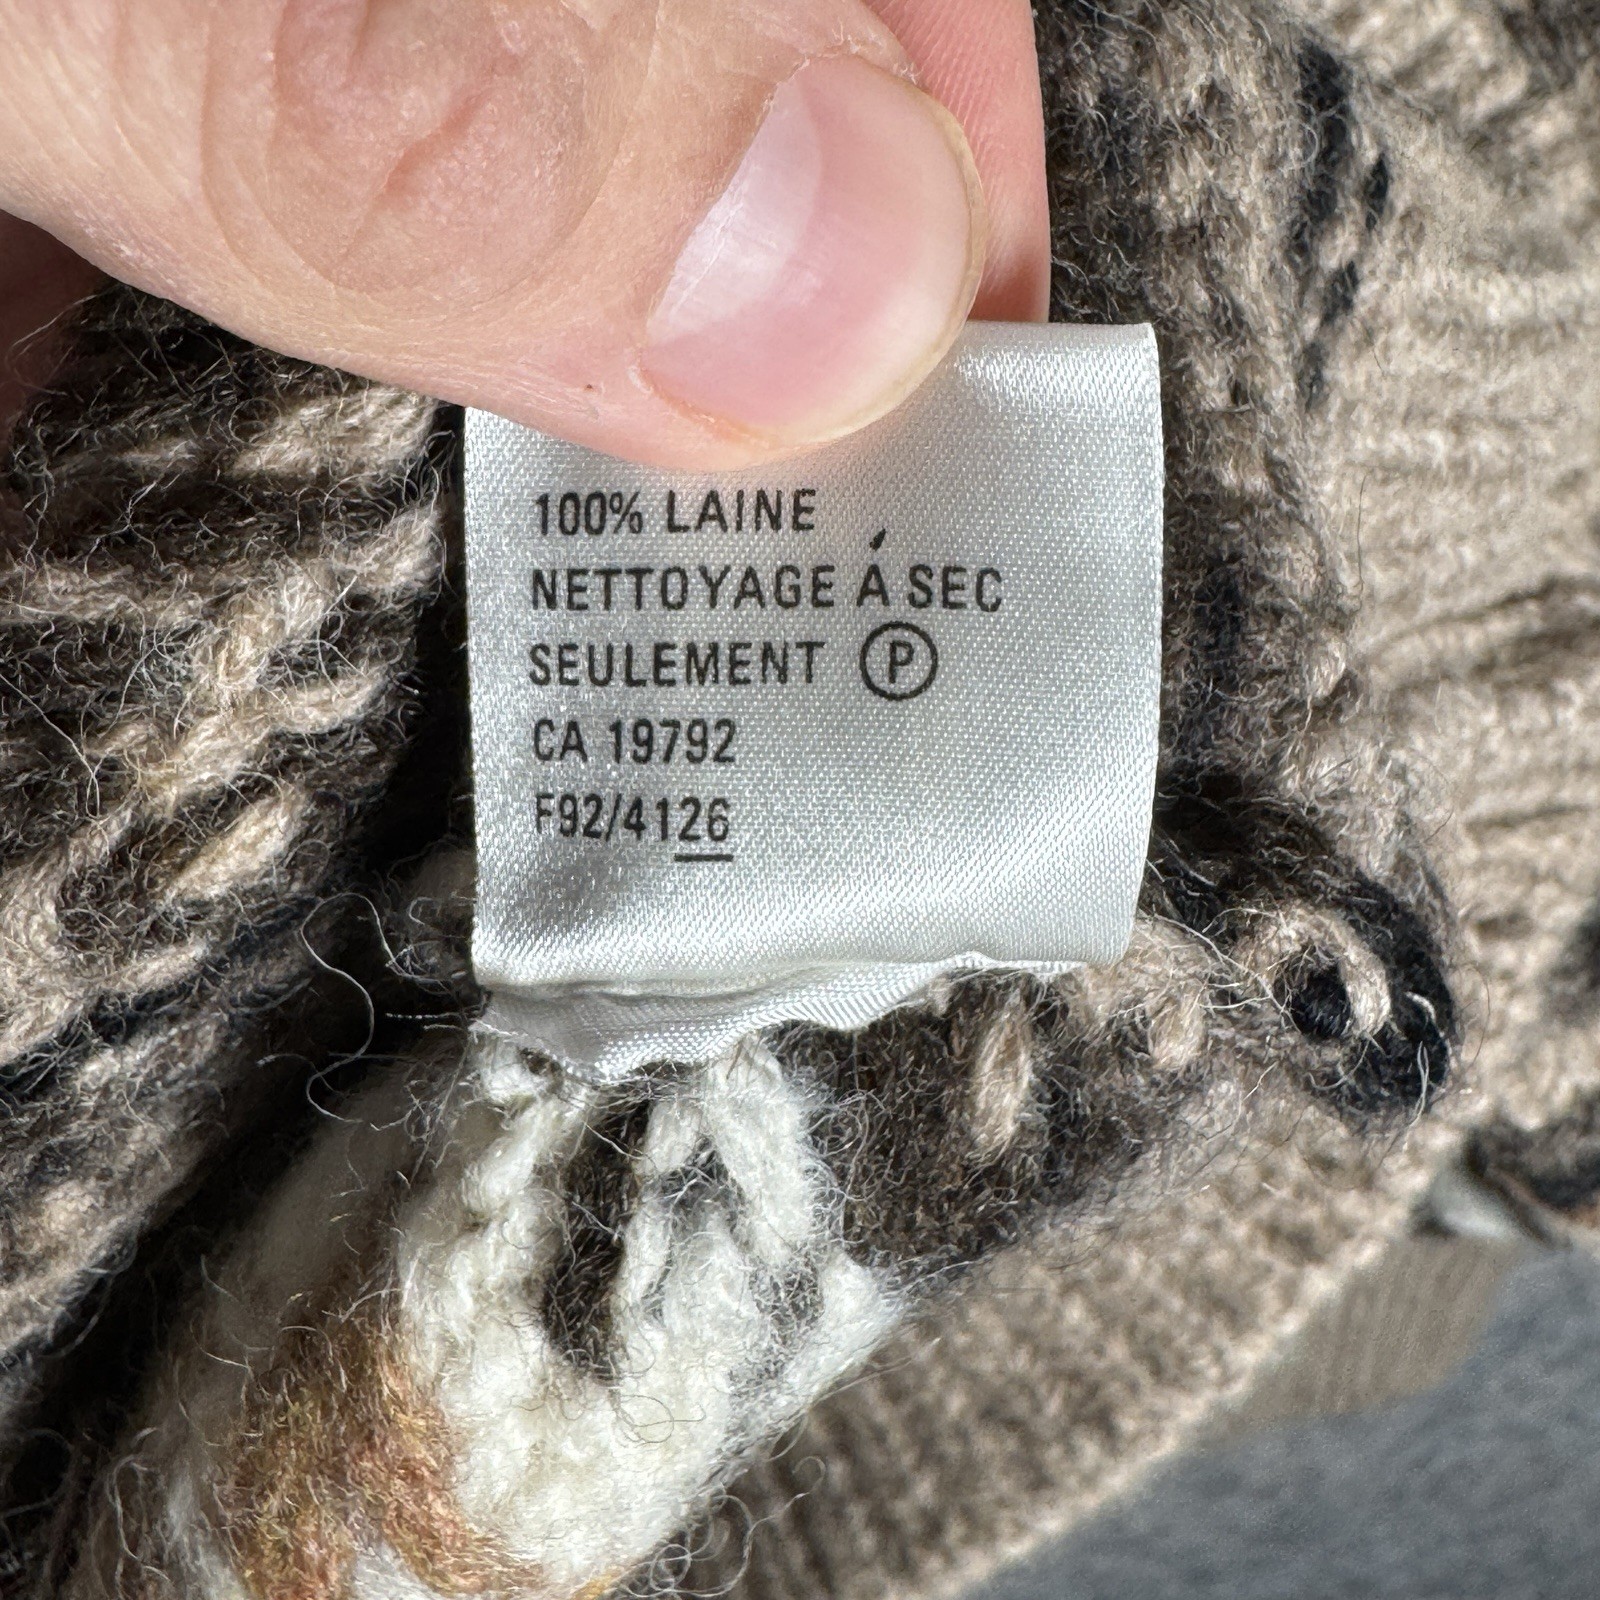 100% LAINE
NETTOYAGE Á SEC
SEULEMENT Ⓟ
CA 19792
F92/4126